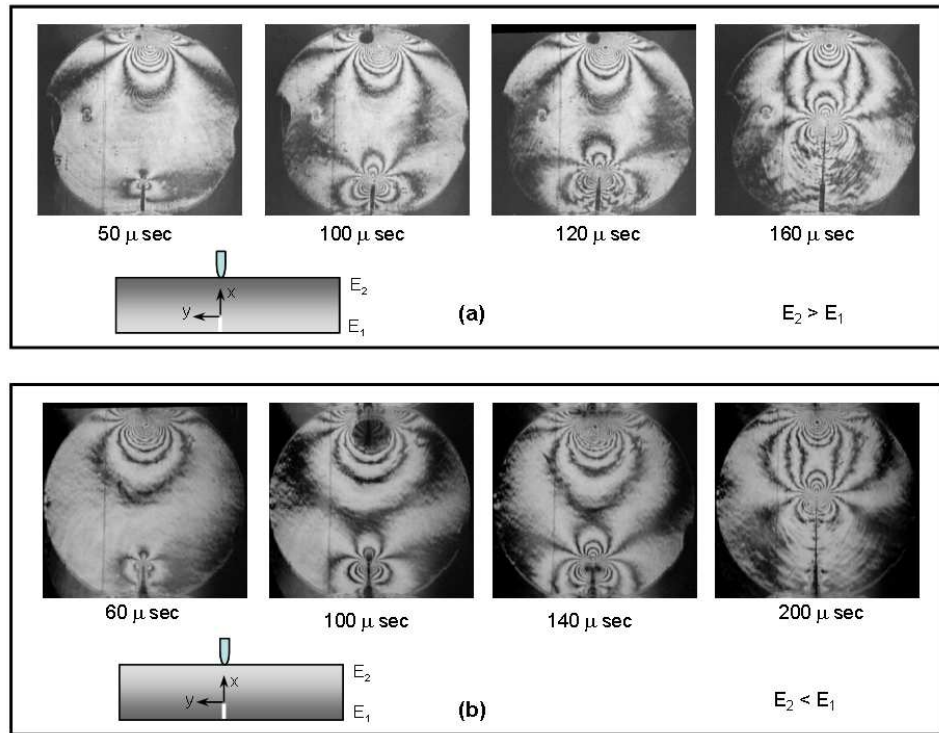 50 μ sec 100 μ sec 120 μ sec 160 μ sec
E₂
x
y
E₁
(a)
E₂ > E₁
60 μ sec 100 μ sec 140 μ sec 200 μ sec
E₂
x
y
E₁
(b)
E₂ < E₁